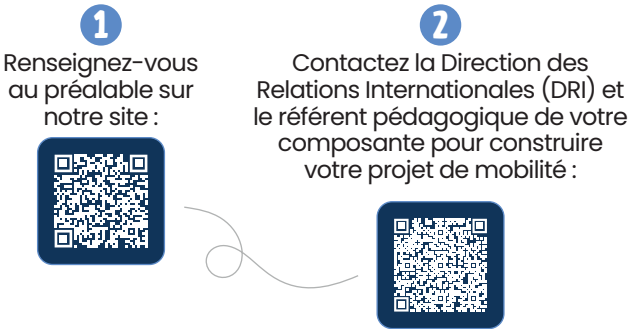 1
Renseignez-vous
au préalable sur
notre site :
2
Contactez la Direction des
Relations Internationales (DRI) et
le référent pédagogique de votre
composante pour construire
votre projet de mobilité :